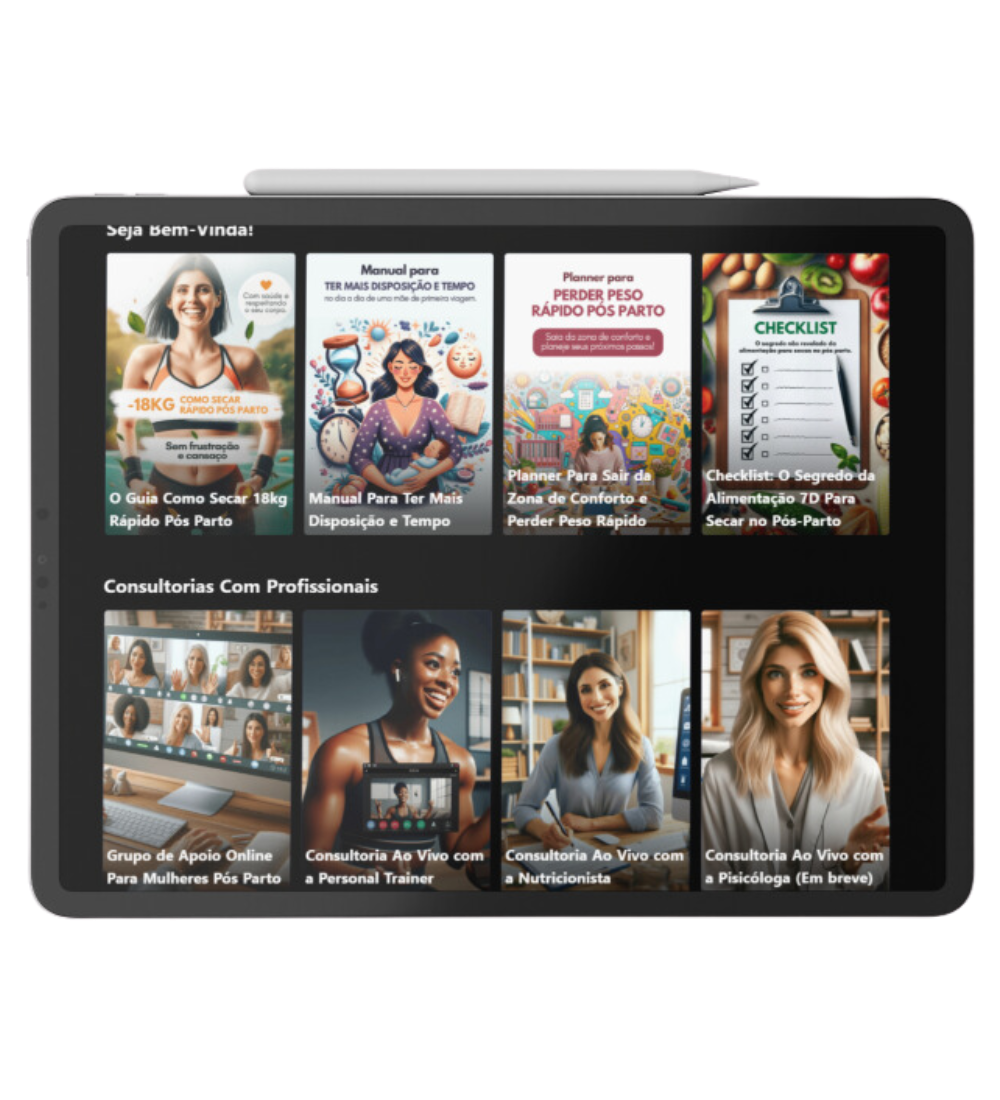 Seja Bem-Vinda!
Com saúde e
respeitando
o seu corpo.
-18KG COMO SECAR
RÁPIDO PÓS PARTO
Sem frustração
e cansaço
O Guia Como Secar 18kg
Rápido Pós Parto
Manual para
TER MAIS DISPOSIÇÃO E TEMPO
no dia a dia de uma mãe de primeira viagem.
Manual Para Ter Mais
Disposição e Tempo
Planner para
PERDER PESO
RÁPIDO PÓS PARTO
Saia da zona de conforto e
planeje seus próximos passos!
Planner Para Sair da
Zona de Conforto e
Perder Peso Rápido
CHECKLIST
O segredo não revelado da
alimentação para secar no pós parto.
Checklist: O Segredo da
Alimentação 7D Para
Secar no Pós-Parto
Consultorias Com Profissionais
Grupo de Apoio Online
Para Mulheres Pós Parto
Consultoria Ao Vivo com
a Personal Trainer
Consultoria Ao Vivo com
a Nutricionista
Consultoria Ao Vivo com
a Pisicóloga (Em breve)